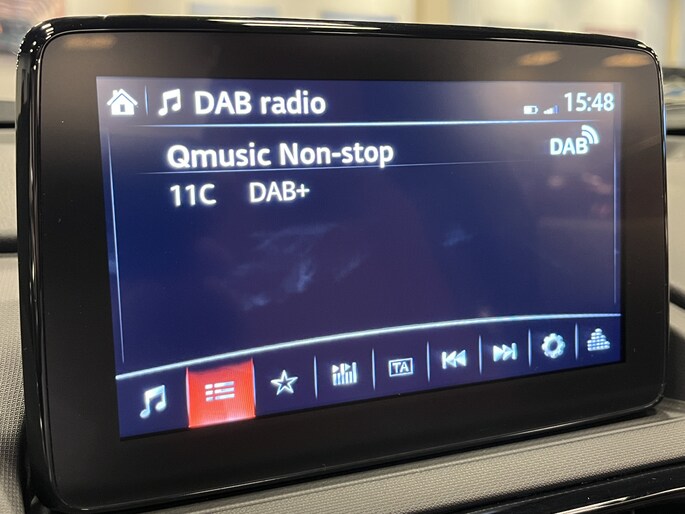 DAB radio
15:48
Qmusic Non-stop
DAB
11C DAB+
TA